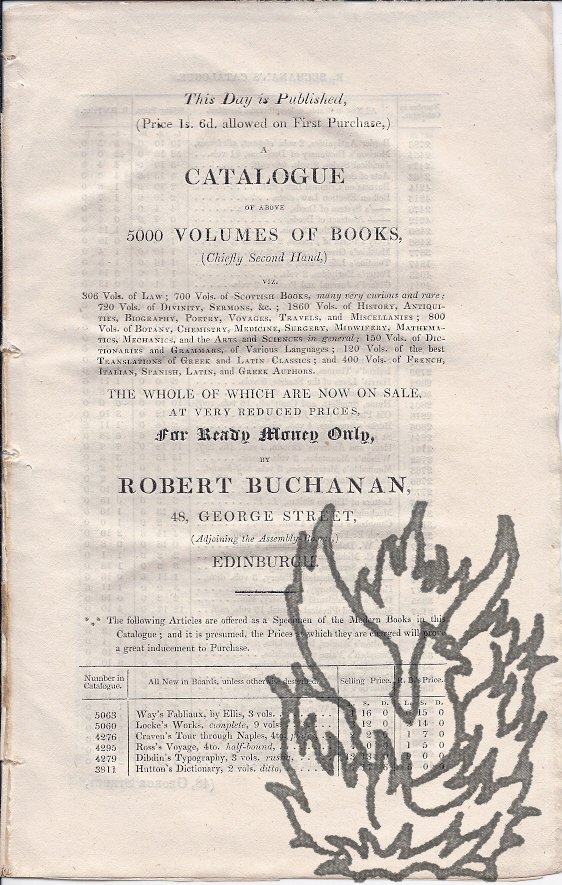 This Day is Published,
(Price 1s. 6d. allowed on First Purchase,)
A
CATALOGUE
OF ABOVE
5000 VOLUMES OF BOOKS,
(Chiefly Second Hand,)
VIZ.
306 Vols. of Law; 700 Vols. of Scottish Books, many very curious and rare;
720 Vols. of Divinity, Sermons, &c.; 1860 Vols. of History, Antiqui-
ties, Biography, Poetry, Voyages, Travels, and Miscellanies; 800
Vols. of Botany, Chemistry, Medicine, Surgery, Midwifery, Mathema-
tics, Mechanics, and the Arts and Sciences in general; 150 Vols. of Dic-
tionaries and Grammars, of Various Languages; 120 Vols. of the best
Translations of Greek and Latin Classics; and 400 Vols. of French,
Italian, Spanish, Latin, and Greek Authors.
THE WHOLE OF WHICH ARE NOW ON SALE,
AT VERY REDUCED PRICES,
For Ready Money Only,
BY
ROBERT BUCHANAN,
48, GEORGE STREET,
(Adjoining the Assembly Rooms,)
EDINBURGH.
*** The following Articles are offered as a Specimen of the Modern Books in this
Catalogue; and it is presumed, the Prices at which they are charged will prove
a great inducement to Purchase.
Number in Catalogue. All New in Boards, unless otherwise Selling Price. R. B.'s Price.
S. D. L. S. D.
5063 Way's Fabliaux, by Ellis, 3 vols. 16 0 15 0
5060 Locke's Works, complete, 9 vols. 12 0 14 0
4276 Craven's Tour through Naples, 4to. 1 7 0
4295 Ross's Voyage, 4to. half-bound, 1 5 0
4279 Dibdin's Typography, 3 vols.
3811 Hutton's Dictionary, 2 vols. ditto,